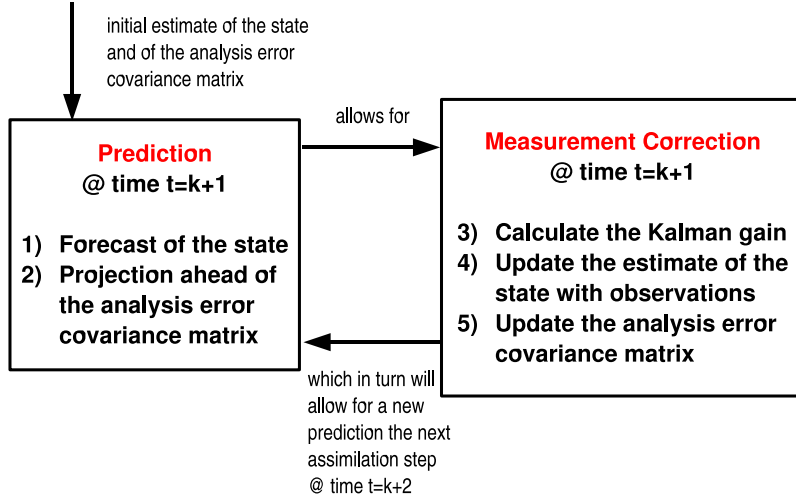 initial estimate of the state
and of the analysis error
covariance matrix
Prediction
@ time t=k+1
1) Forecast of the state
2) Projection ahead of
the analysis error
covariance matrix
allows for
Measurement Correction
@ time t=k+1
3) Calculate the Kalman gain
4) Update the estimate of the
state with observations
5) Update the analysis error
covariance matrix
which in turn will
allow for a new
prediction the next
assimilation step
@ time t=k+2